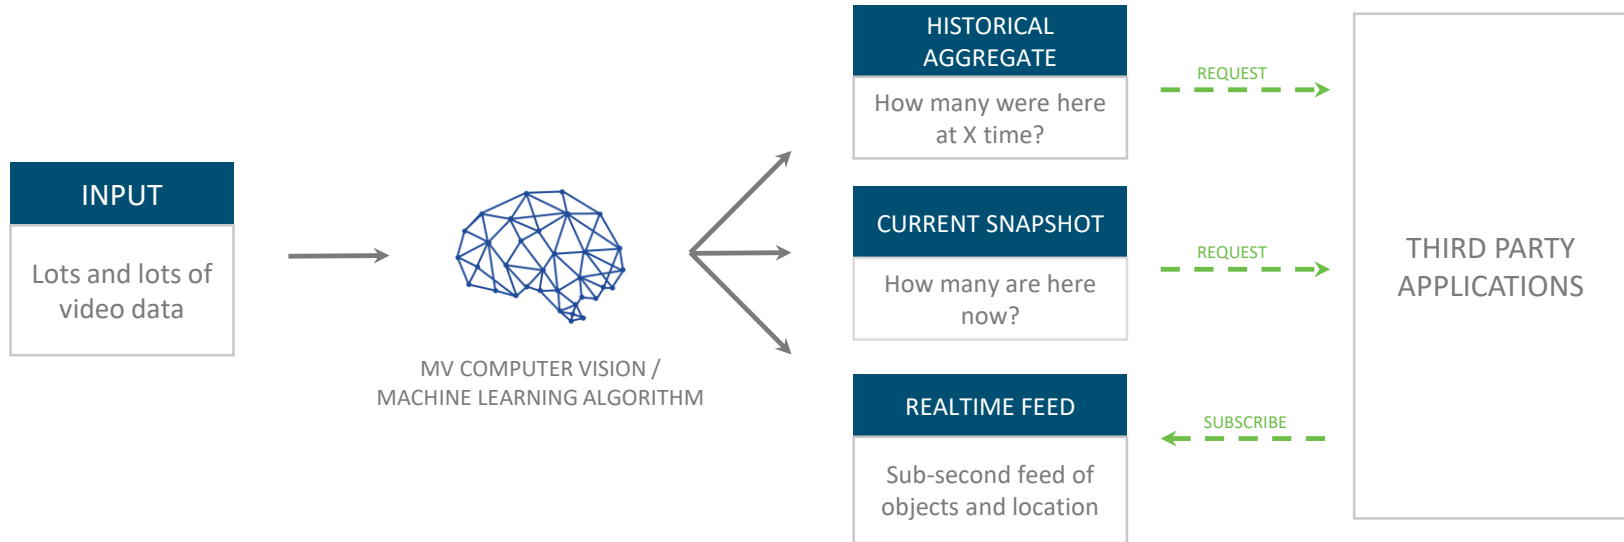 INPUT
Lots and lots of
video data
MV COMPUTER VISION /
MACHINE LEARNING ALGORITHM
HISTORICAL
AGGREGATE
How many were here
at X time?
CURRENT SNAPSHOT
How many are here
now?
REALTIME FEED
Sub-second feed of
objects and location
REQUEST
REQUEST
SUBSCRIBE
THIRD PARTY
APPLICATIONS